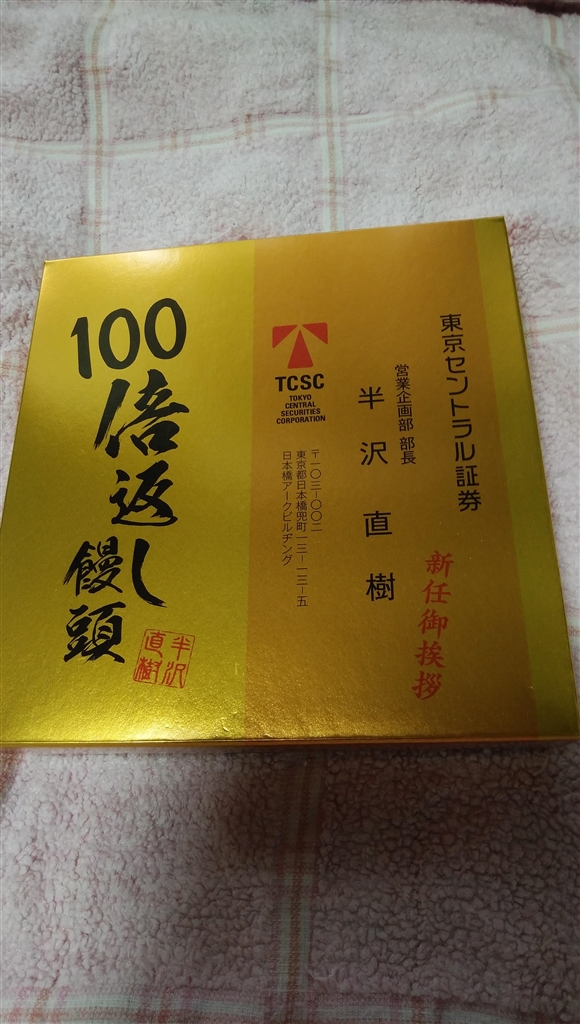 東京セントラル証券
新任御挨拶
営業企画部 部長
半沢直樹
TCSC
TOKYO
CENTRAL
SECURITIES
CORPORATION
〒一〇三-〇〇二
東京都日本橋兜町一三-一三-五
日本橋アークビルヂング
100
倍返し
饅頭
半沢
直樹